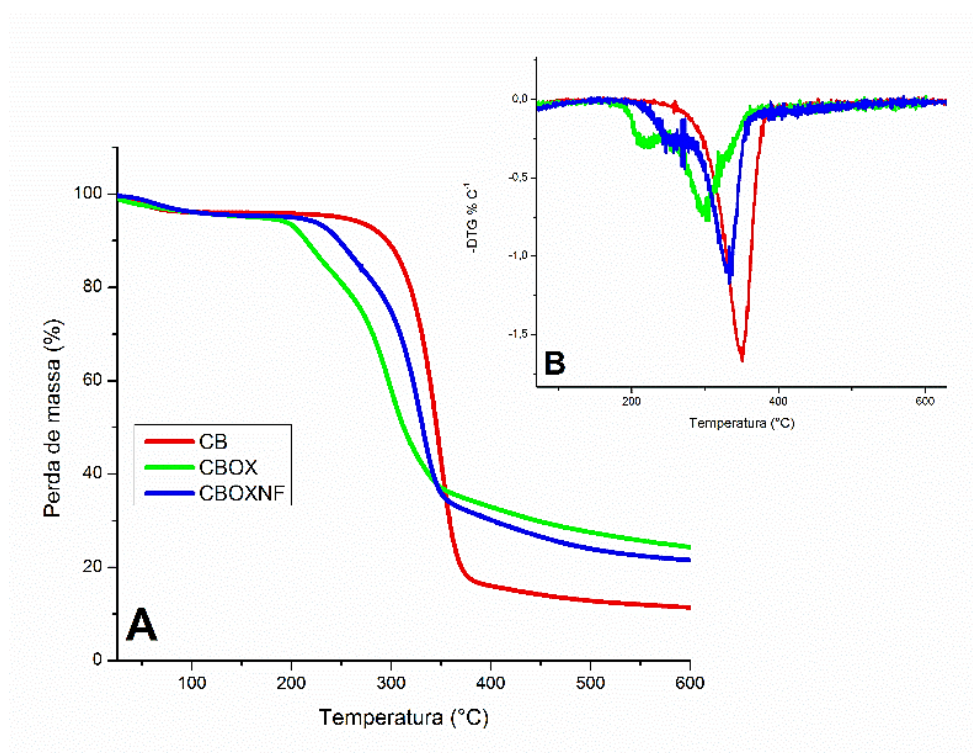 0,0
-0,5
-1,0
-1,5
-DTG % C⁻¹
B
200
400
600
Temperatura (°C)
100
80
60
40
20
0
Perda de massa (%)
CB
CBOX
CBOXNF
A
100
200
300
400
500
600
Temperatura (°C)